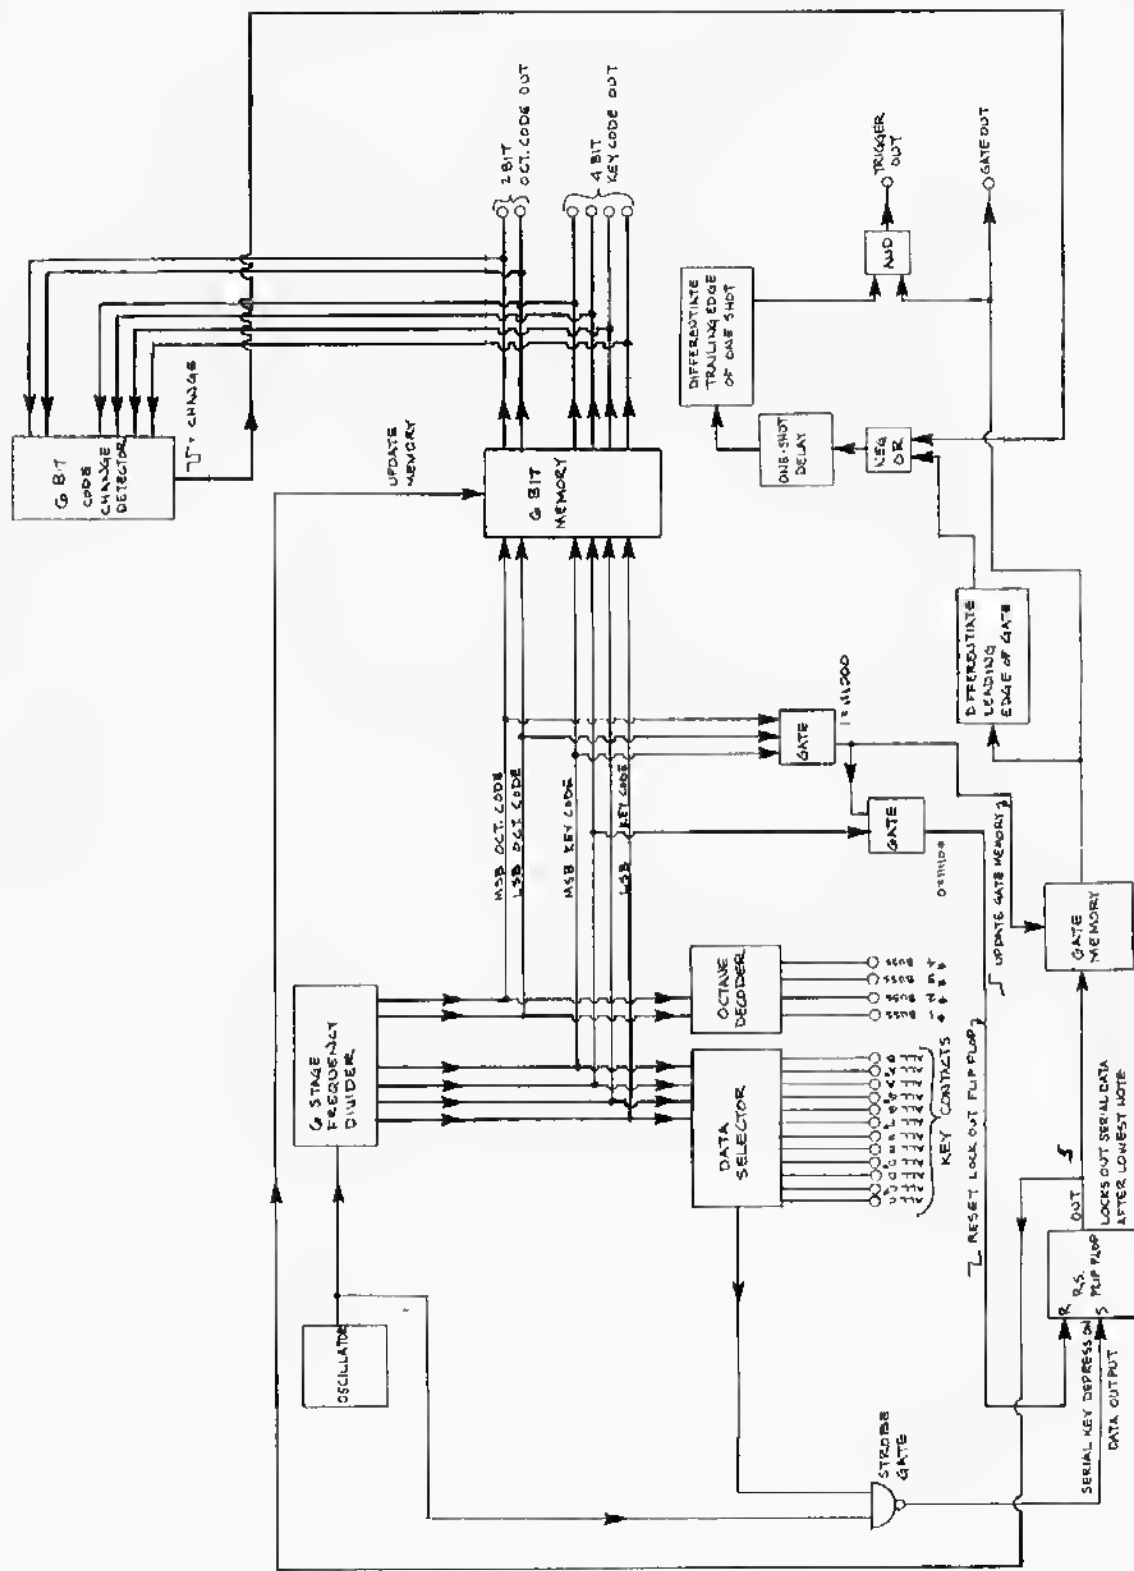 G BIT
CODE
CHANGE
DETECTOR
= CHANGE
2 BIT
OCT. CODE OUT
4 BIT
KEY CODE OUT
UPDATE
MEMORY
G BIT
MEMORY
TRIGGER
OUT
GATE OUT
AND
DIFFERENTIATE
TRAILING EDGE
OF ONE SHOT
ONE-SHOT
DELAY
NEG
OR
DIFFERENTIATE
LEADING
EDGE OF GATE
MSB OCT. CODE
LSB OCT. CODE
MSB KEY CODE
LSB KEY CODE
GATE
GATE
UPDATE GATE MEMORY
GATE
MEMORY
G STAGE
FREQUENCY
DIVIDER
OCTAVE
DECODER
DATA
SELECTOR
KEY CONTACTS
RESET LOCK OUT FLIP FLOP
OSCILLATOR
STROBE
GATE
SERIAL KEY DEPRESSION
DATA OUTPUT
R
R.S.
FLIP FLOP
S
OUT
LOCKS OUT SERIAL DATA
AFTER LOWEST NOTE